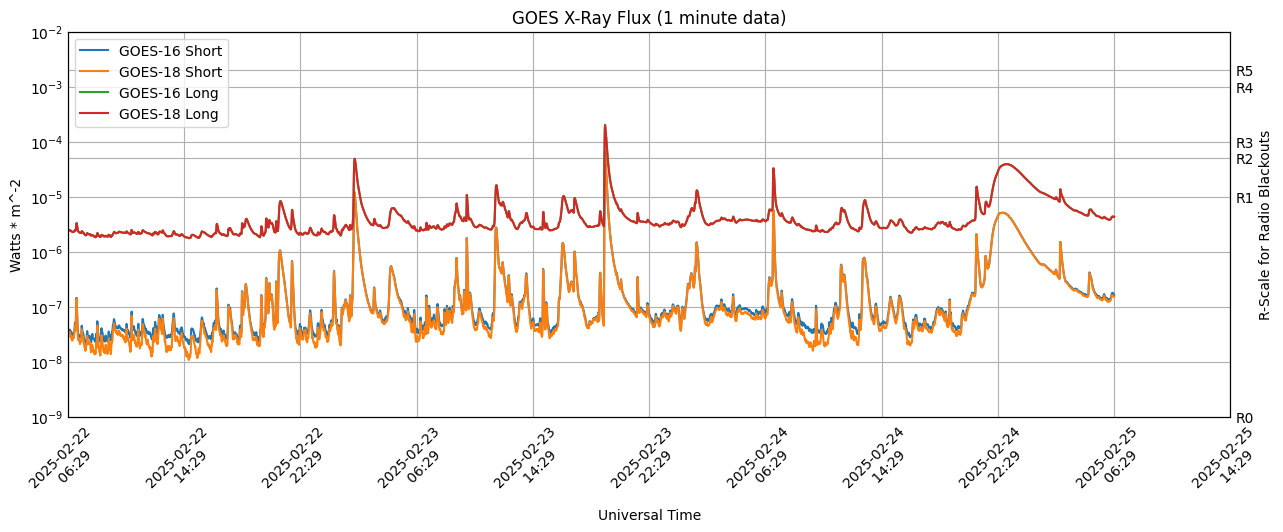 GOES X-Ray Flux (1 minute data)
GOES-16 Short
GOES-18 Short
GOES-16 Long
GOES-18 Long
10⁻²
10⁻³
10⁻⁴
10⁻⁵
10⁻⁶
10⁻⁷
10⁻⁸
10⁻⁹
Watts * m^-2
R5
R4
R3
R2
R1
R0
R-Scale for Radio Blackouts
2025-02-22
06:29
2025-02-22
14:29
2025-02-22
22:29
2025-02-23
06:29
2025-02-23
14:29
2025-02-23
22:29
2025-02-24
06:29
2025-02-24
14:29
2025-02-24
22:29
2025-02-25
06:29
2025-02-25
14:29
Universal Time